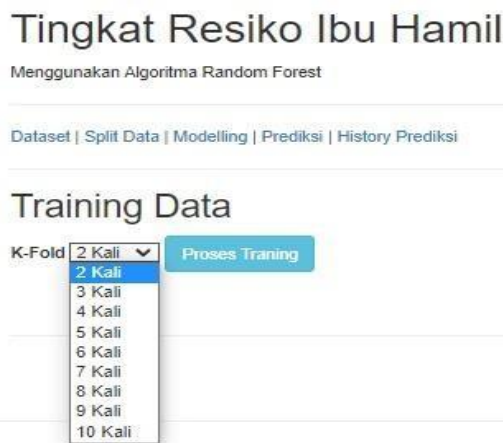 Tingkat Resiko Ibu Hamil
Menggunakan Algoritma Random Forest
Dataset | Split Data | Modelling | Prediksi | History Prediksi
Training Data
K-Fold 2 Kali Proses Traning
2 Kali
3 Kali
4 Kali
5 Kali
6 Kali
7 Kali
8 Kali
9 Kali
10 Kali